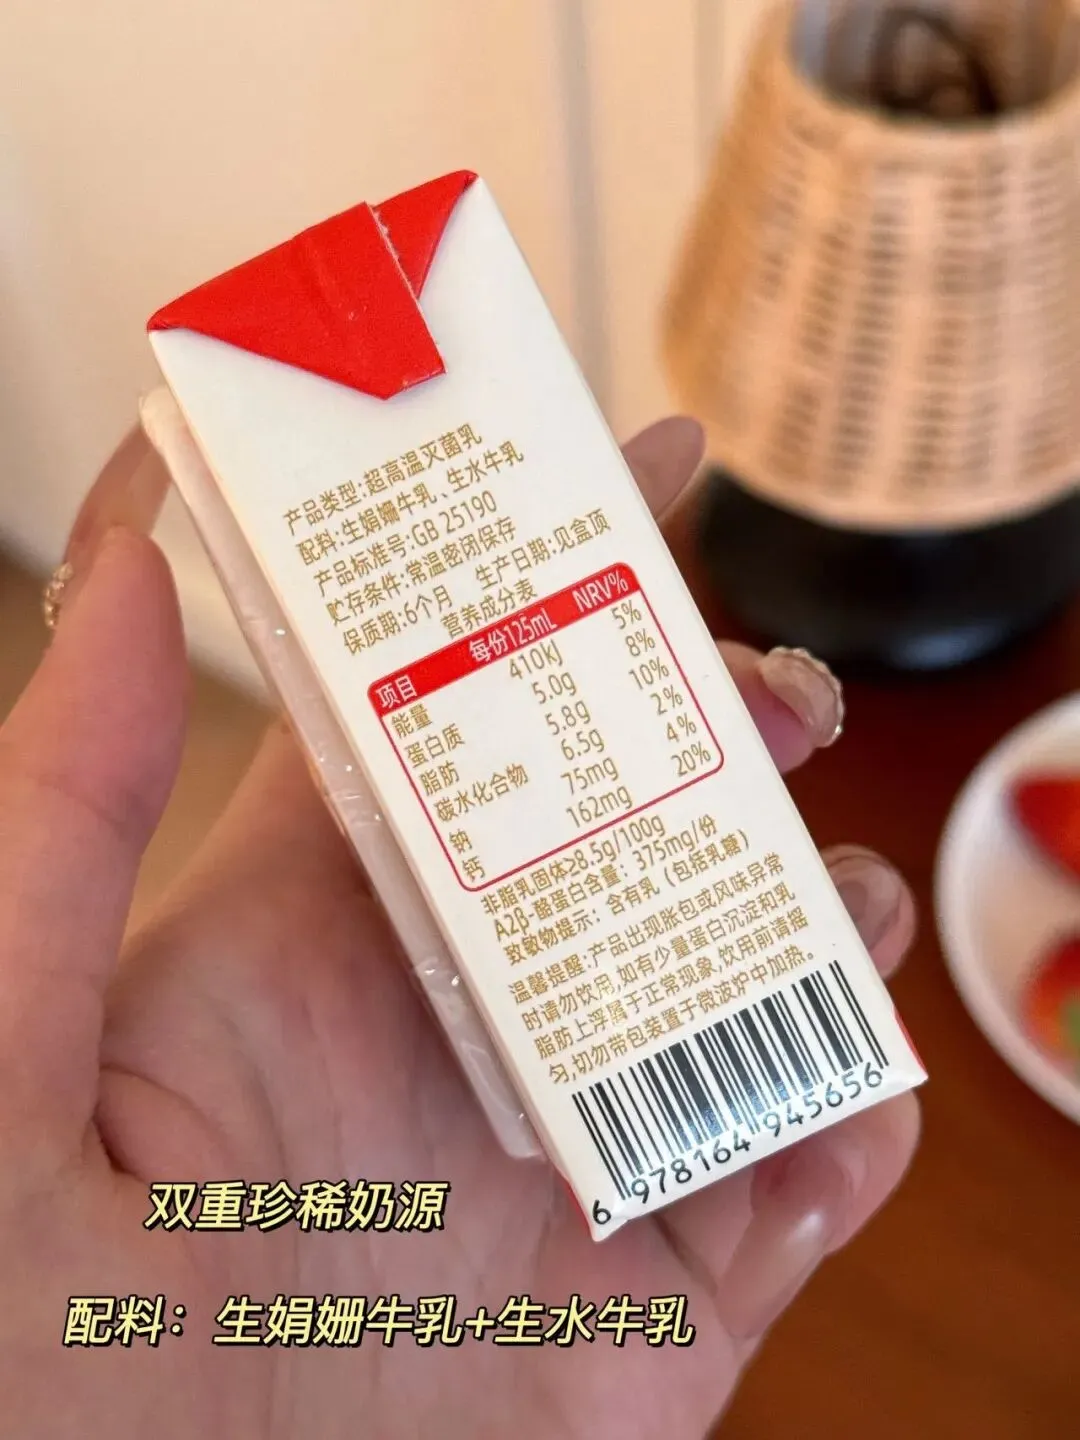 产品类型:超高温灭菌乳
配料:生娟姗牛乳、生水牛乳
产品标准号:GB 25190
贮存条件:常温密闭保存
保质期:6个月 生产日期:见盒顶
营养成分表
项目 每份125mL NRV%
能量 410kJ 5%
蛋白质 5.0g 8%
脂肪 5.8g 10%
碳水化合物 6.5g 2%
钠 75mg 4%
钙 162mg 20%
非脂乳固体≥8.5g/100g
A2β-酪蛋白含量：375mg/份
致敏物提示：含有乳（包括乳糖）
温馨提醒:产品出现胀包或风味异常
时请勿饮用,如有少量蛋白沉淀和乳
脂肪上浮属于正常现象,饮用前请摇
匀,切勿带包装置于微波炉中加热。
6 978164 945656
双重珍稀奶源
配料：生娟姗牛乳+生水牛乳